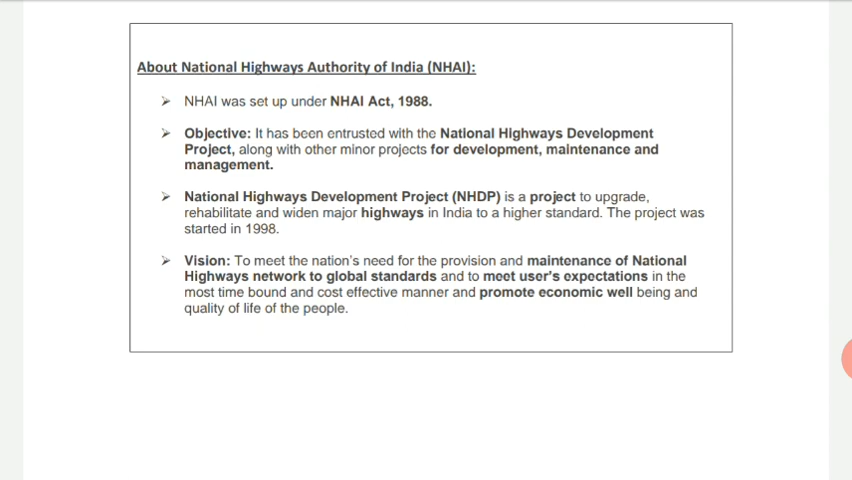 About National Highways Authority of India (NHAI):
➢ NHAI was set up under NHAI Act, 1988.
➢ Objective: It has been entrusted with the National Highways Development
Project, along with other minor projects for development, maintenance and
management.
➢ National Highways Development Project (NHDP) is a project to upgrade,
rehabilitate and widen major highways in India to a higher standard. The project was
started in 1998.
➢ Vision: To meet the nation's need for the provision and maintenance of National
Highways network to global standards and to meet user's expectations in the
most time bound and cost effective manner and promote economic well being and
quality of life of the people.